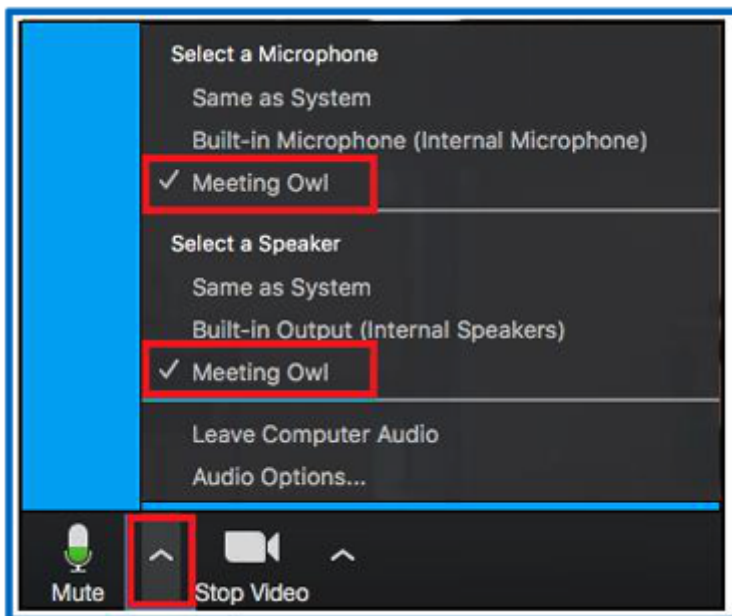 Select a Microphone
Same as System
Built-in Microphone (Internal Microphone)
✓ Meeting Owl
Select a Speaker
Same as System
Built-in Output (Internal Speakers)
✓ Meeting Owl
Leave Computer Audio
Audio Options...
Mute Stop Video